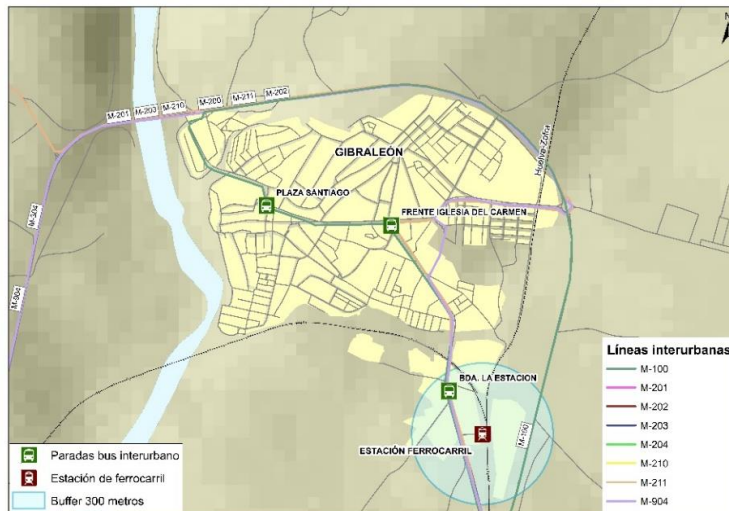 N
M-201
M-203
M-210
M-200
M-211
M-202
GIBRALEÓN
Huelva-Zafra
PLAZA SANTIAGO
FRENTE IGLESIA DEL CARMEN
M-904
M-904
BDA. LA ESTACION
M-100
ESTACIÓN FERROCARRIL
Paradas bus interurbano
Estación de ferrocarril
Buffer 300 metros
Líneas interurbanas
M-100
M-201
M-202
M-203
M-204
M-210
M-211
M-904